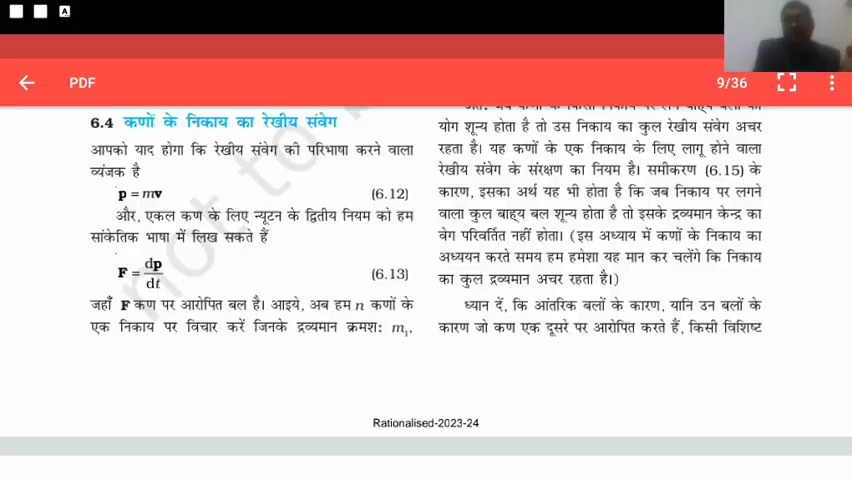 A
PDF
9/36
6.4 कणों के निकाय का रेखीय संवेग
आपको याद होगा कि रेखीय संवेग की परिभाषा करने वाला
व्यंजक है
p = mv (6.12)
और, एकल कण के लिए न्यूटन के द्वितीय नियम को हम
सांकेतिक भाषा में लिख सकते हैं
F = dp/dt (6.13)
जहाँ F कण पर आरोपित बल है। आइये, अब हम n कणों के
एक निकाय पर विचार करें जिनके द्रव्यमान क्रमश: m₁,
योग शून्य होता है तो उस निकाय का कुल रेखीय संवेग अचर
रहता है। यह कणों के एक निकाय के लिए लागू होने वाला
रेखीय संवेग के संरक्षण का नियम है। समीकरण (6.15) के
कारण, इसका अर्थ यह भी होता है कि जब निकाय पर लगने
वाला कुल बाह्य बल शून्य होता है तो इसके द्रव्यमान केन्द्र का
वेग परिवर्तित नहीं होता। (इस अध्याय में कणों के निकाय का
अध्ययन करते समय हम हमेशा यह मान कर चलेंगे कि निकाय
का कुल द्रव्यमान अचर रहता है।)
ध्यान दें, कि आंतरिक बलों के कारण, यानि उन बलों के
कारण जो कण एक दूसरे पर आरोपित करते हैं, किसी विशिष्ट
not to
Rationalised-2023-24